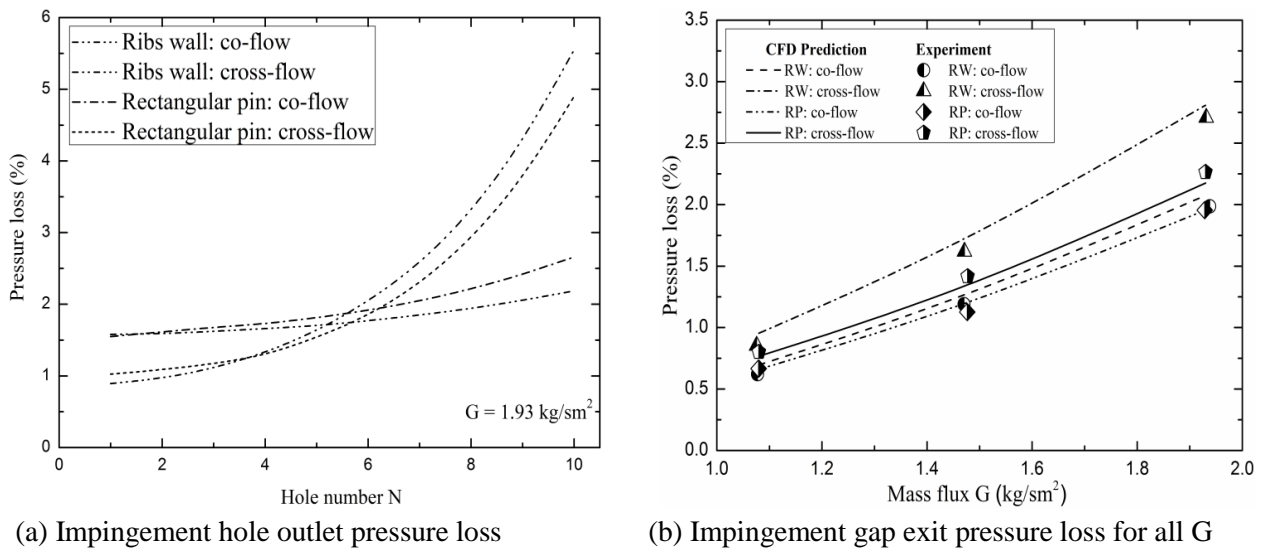 6
5
4
3
2
1
0
Pressure loss (%)
Ribs wall: co-flow
Ribs wall: cross-flow
Rectangular pin: co-flow
Rectangular pin: cross-flow
G = 1.93 kg/sm²
0 2 4 6 8 10
Hole number N
(a) Impingement hole outlet pressure loss
3.5
3.0
2.5
2.0
1.5
1.0
0.5
0.0
Pressure loss (%)
CFD Prediction Experiment
RW: co-flow RW: co-flow
RW: cross-flow RW: cross-flow
RP: co-flow RP: co-flow
RP: cross-flow RP: cross-flow
1.0 1.2 1.4 1.6 1.8 2.0
Mass flux G (kg/sm²)
(b) Impingement gap exit pressure loss for all G